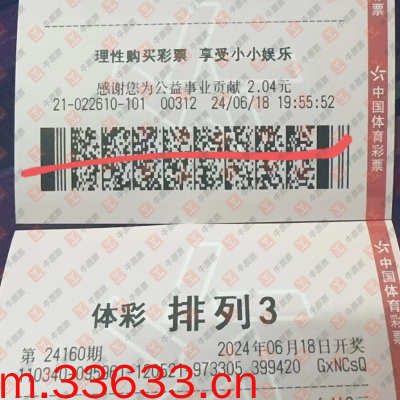 理性购买彩票 享受小小娱乐
感谢您为公益事业贡献 2.04元
21-022610-101 00312 24/06/18 19:55:52
中国体育彩票
体彩 排列3
第 24160期 2024年06月18日开奖
110340-095961-120521-973305 399420 GxNCsQ
m.33633.cn
中国体育彩票